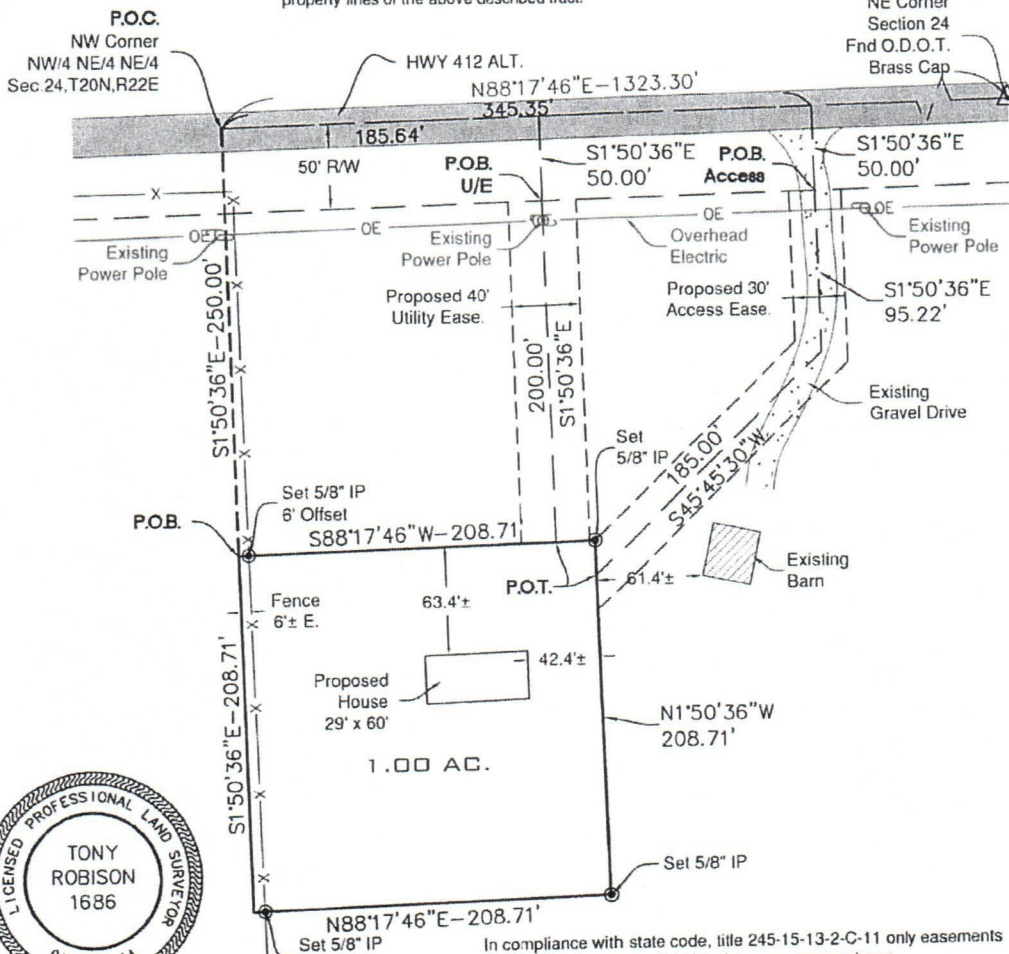 property lines of the above described tract.
P.O.C.
NW Corner
NW/4 NE/4 NE/4
Sec.24,T20N,R22E
NE Corner
Section 24
Fnd O.D.O.T.
Brass Cap
HWY 412 ALT.
N88°17'46"E-1323.30'
345.35'
185.64'
50' R/W
P.O.B.
U/E
S1°50'36"E
50.00'
P.O.B.
Access
S1°50'36"E
50.00'
X
X
OE
OE
OE
OE
Existing
Power Pole
Existing
Power Pole
Overhead
Electric
Existing
Power Pole
S1°50'36"E-250.00'
X
X
X
X
Proposed 40'
Utility Ease.
200.00'
S1°50'36"E
Proposed 30'
Access Ease.
S1°50'36"E
95.22'
Existing
Gravel Drive
Set
5/8" IP
185.00'
S45°45'30"W
Set 5/8" IP
6' Offset
P.O.B.
S88°17'46"W-208.71'
P.O.T.
61.4'±
Existing
Barn
Fence
6'± E.
X
63.4'±
42.4'±
Proposed
House
29' x 60'
S1°50'36"E-208.71'
X
X
X
N1°50'36"W
208.71'
1.00 AC.
LICENSED PROFESSIONAL LAND SURVEYOR
TONY
ROBISON
1686
Set 5/8" IP
N88°17'46"E-208.71'
Set 5/8" IP
In compliance with state code, title 245-15-13-2-C-11 only easements